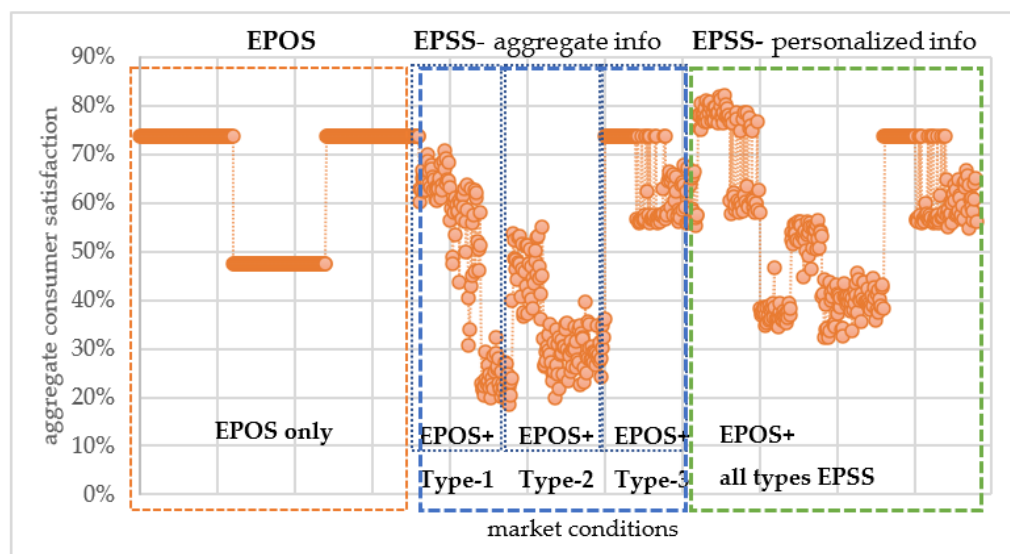 EPOS EPSS- aggregate info EPSS- personalized info
90%
80%
70%
60%
50%
40%
30%
20%
10%
0%
aggregate consumer satisfaction
EPOS only
EPOS+ EPOS+ EPOS+ EPOS+
Type-1 Type-2 Type-3 all types EPSS
market conditions